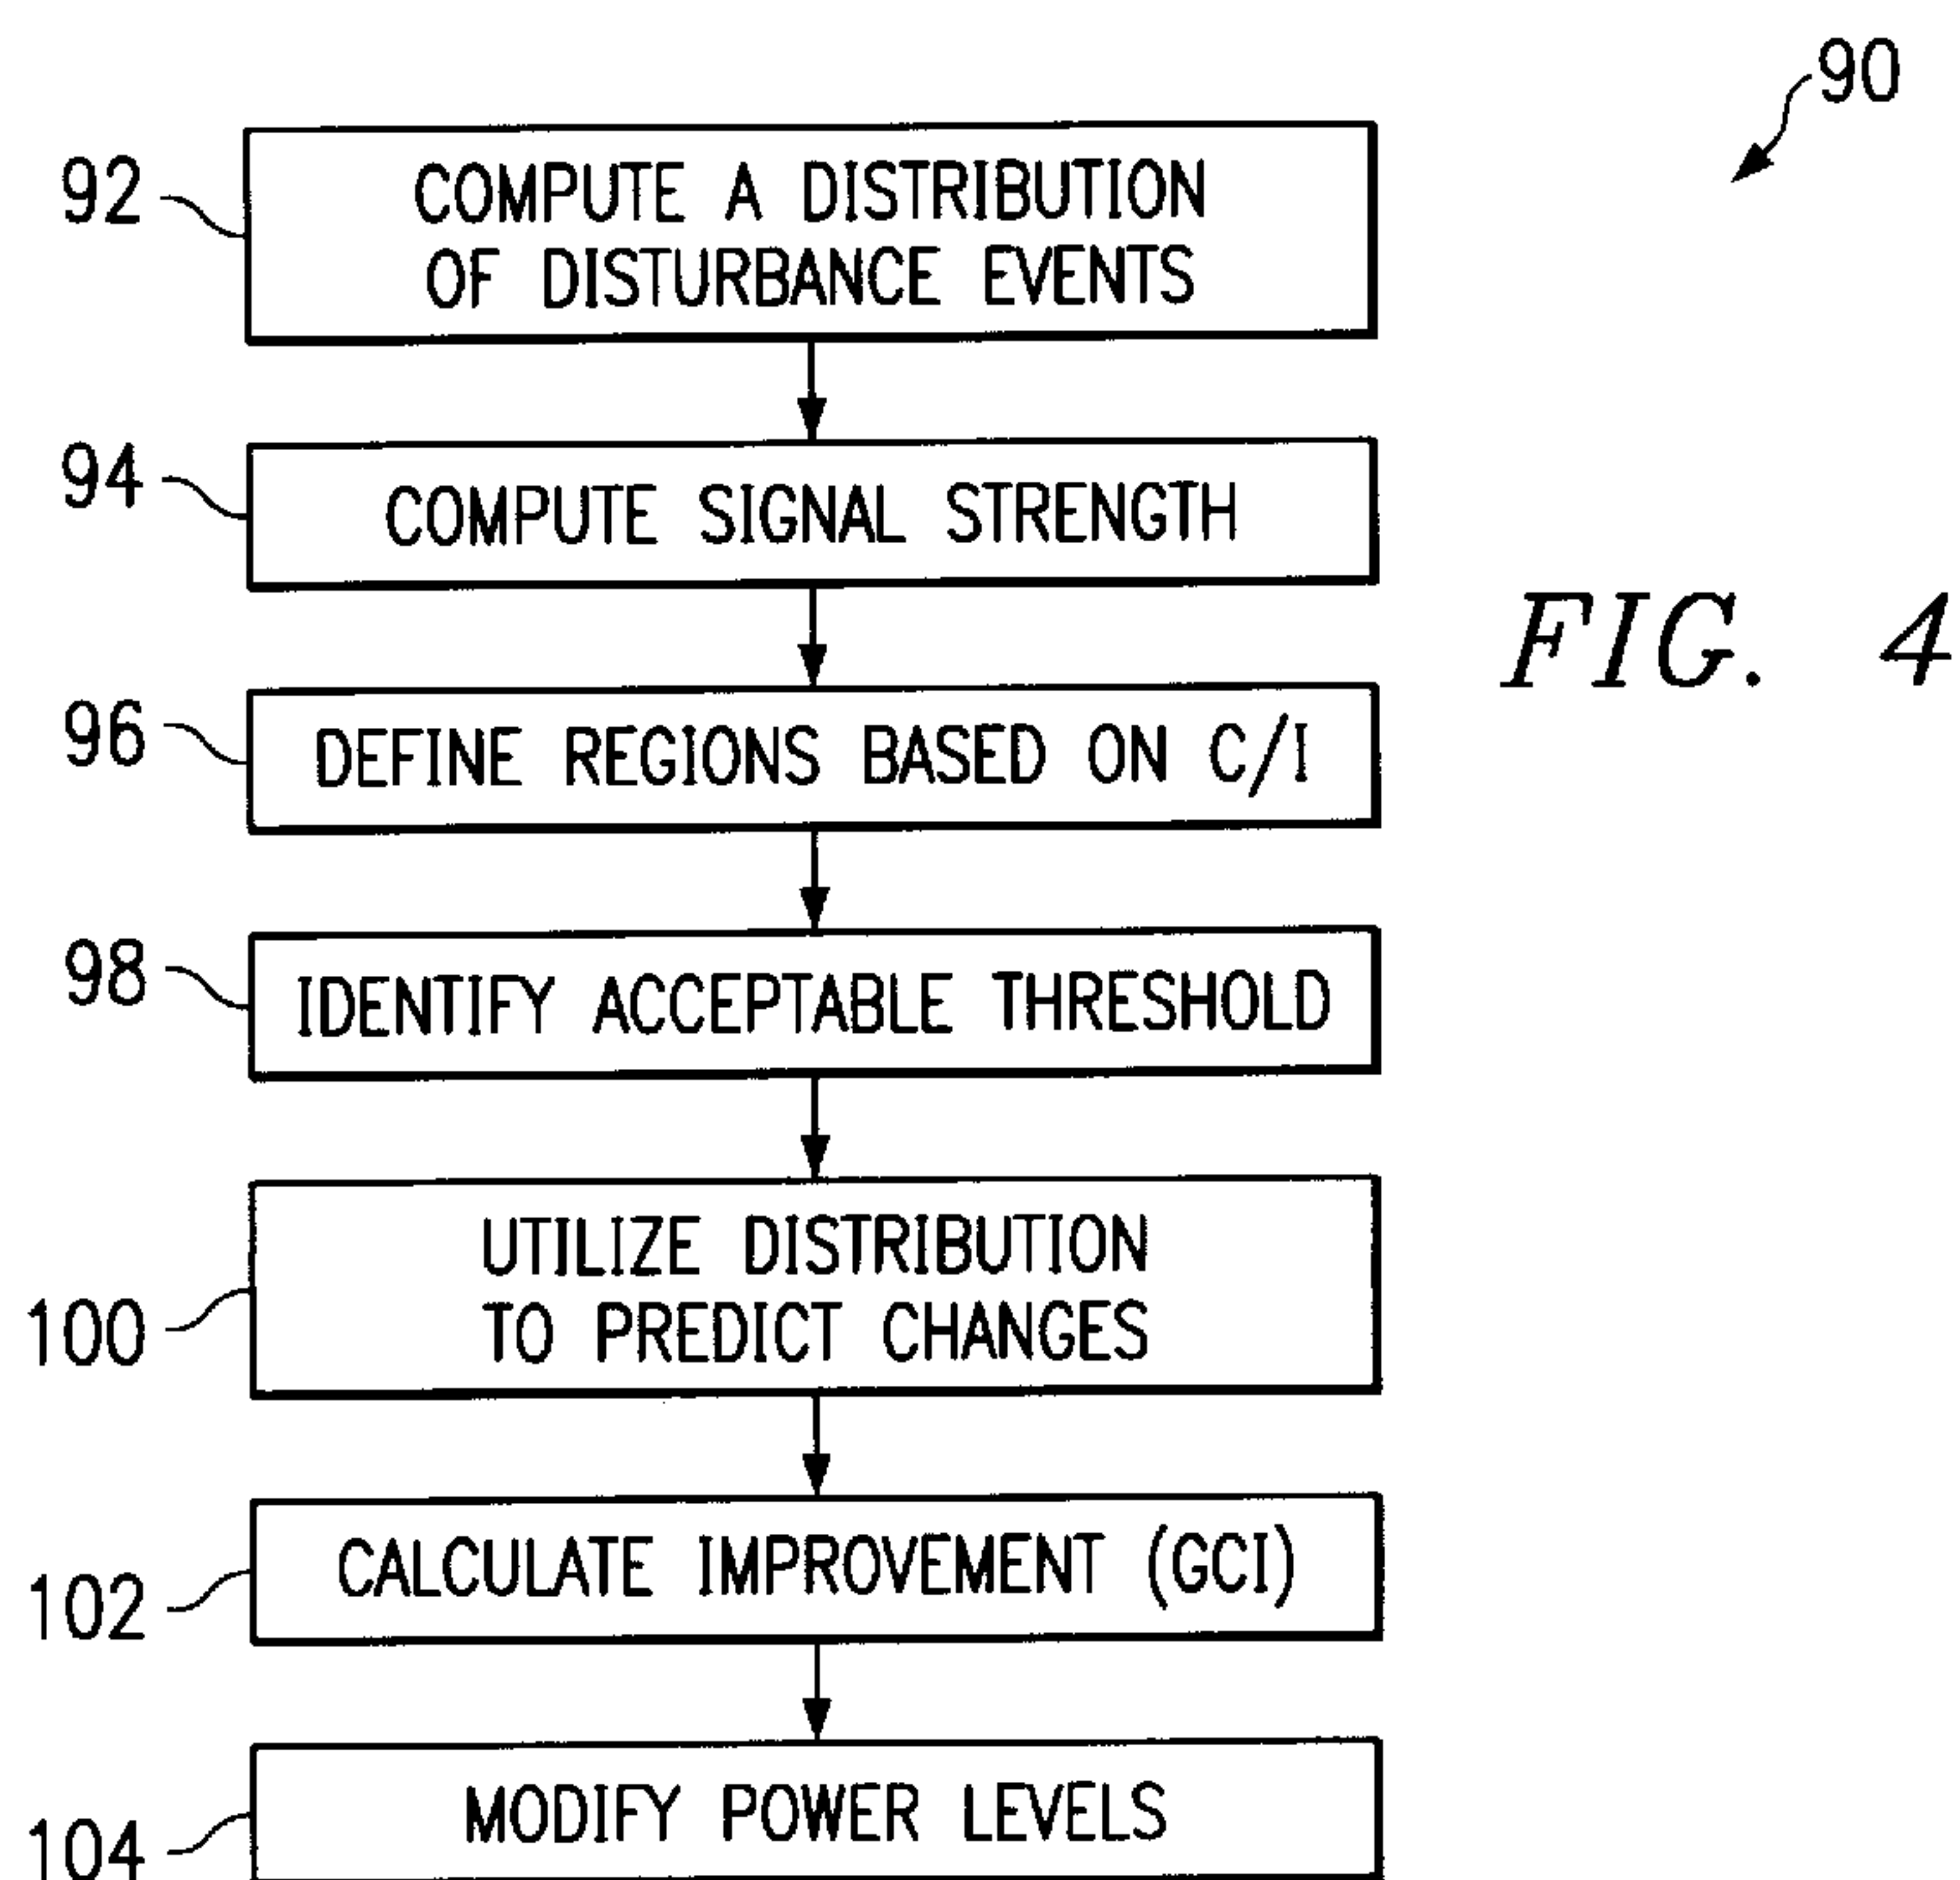 90
92
COMPUTE A DISTRIBUTION
OF DISTURBANCE EVENTS
94
COMPUTE SIGNAL STRENGTH
FIG. 4
96
DEFINE REGIONS BASED ON C/I
98
IDENTIFY ACCEPTABLE THRESHOLD
100
UTILIZE DISTRIBUTION
TO PREDICT CHANGES
102
CALCULATE IMPROVEMENT (GCI)
104
MODIFY POWER LEVELS